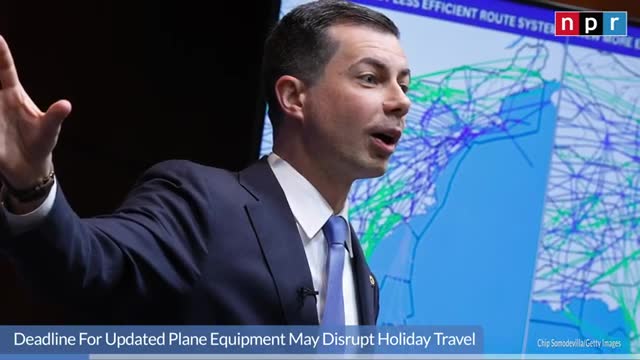 LESS EFFICIENT ROUTE SYSTEM
npr
Deadline For Updated Plane Equipment May Disrupt Holiday Travel
Chip Somodevilla/Getty Images